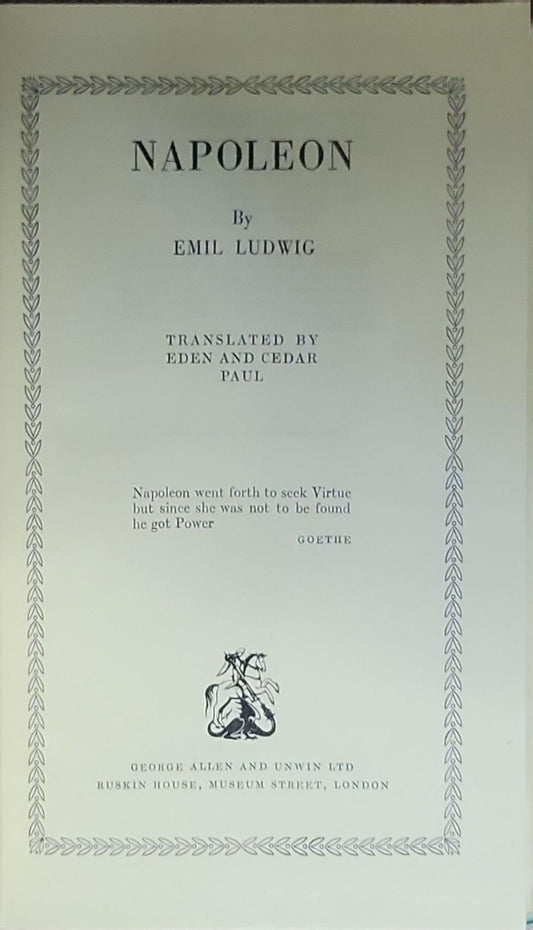 NAPOLEON
By
EMIL LUDWIG
TRANSLATED BY
EDEN AND CEDAR
PAUL
Napoleon went forth to seek Virtue
but since she was not to be found
he got Power
GOETHE
GEORGE ALLEN AND UNWIN LTD
RUSKIN HOUSE, MUSEUM STREET, LONDON